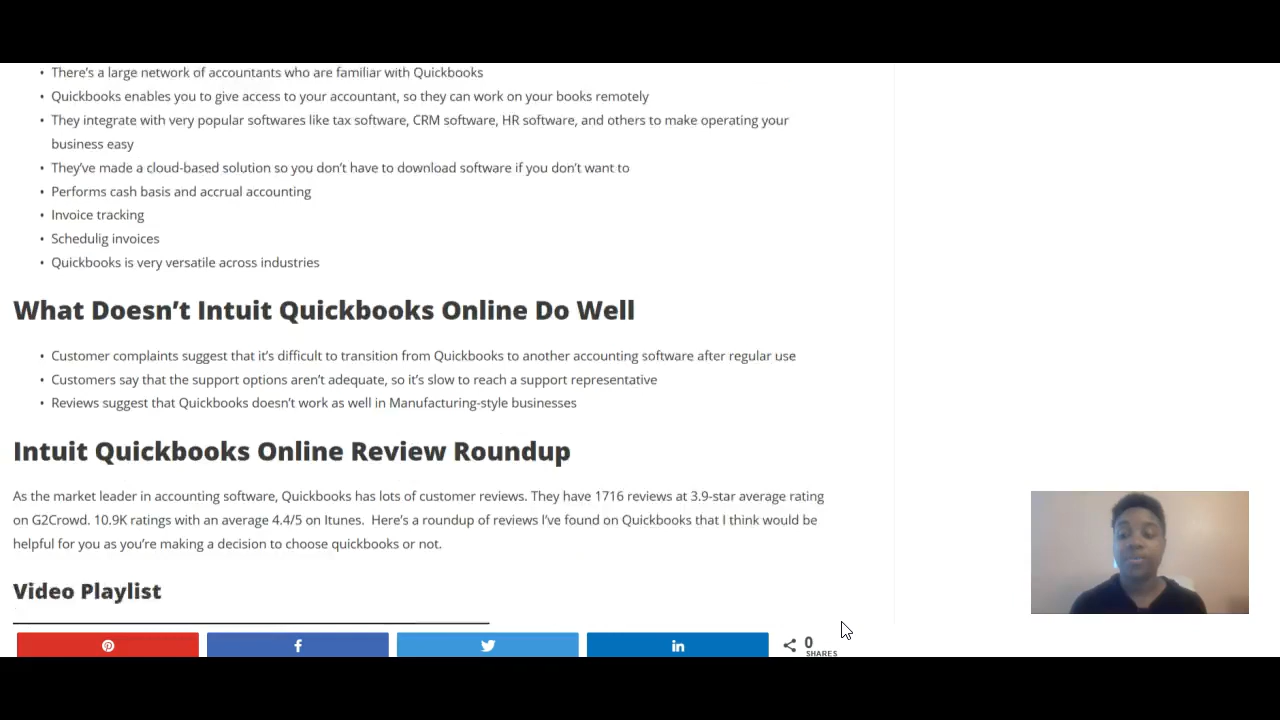 There's a large network of accountants who are familiar with Quickbooks
Quickbooks enables you to give access to your accountant, so they can work on your books remotely
They integrate with very popular softwares like tax software, CRM software, HR software, and others to make operating your
business easy
They've made a cloud-based solution so you don't have to download software if you don't want to
Performs cash basis and accrual accounting
Invoice tracking
Schedulig invoices
Quickbooks is very versatile across industries
What Doesn't Intuit Quickbooks Online Do Well
Customer complaints suggest that it's difficult to transition from Quickbooks to another accounting software after regular use
Customers say that the support options aren't adequate, so it's slow to reach a support representative
Reviews suggest that Quickbooks doesn't work as well in Manufacturing-style businesses
Intuit Quickbooks Online Review Roundup
As the market leader in accounting software, Quickbooks has lots of customer reviews. They have 1716 reviews at 3.9-star average rating
on G2Crowd. 10.9K ratings with an average 4.4/5 on Itunes. Here's a roundup of reviews I've found on Quickbooks that I think would be
helpful for you as you're making a decision to choose quickbooks or not.
Video Playlist
0
SHARES